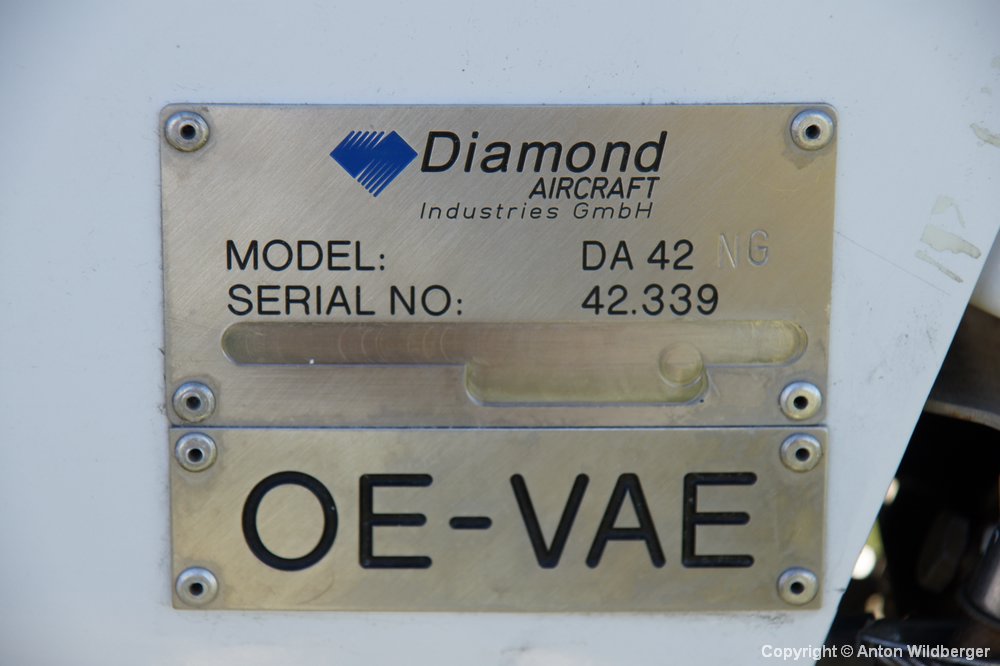 Diamond
AIRCRAFT
Industries GmbH
MODEL: DA 42 NG
SERIAL NO: 42.339
OE-VAE
Copyright © Anton Wildberger